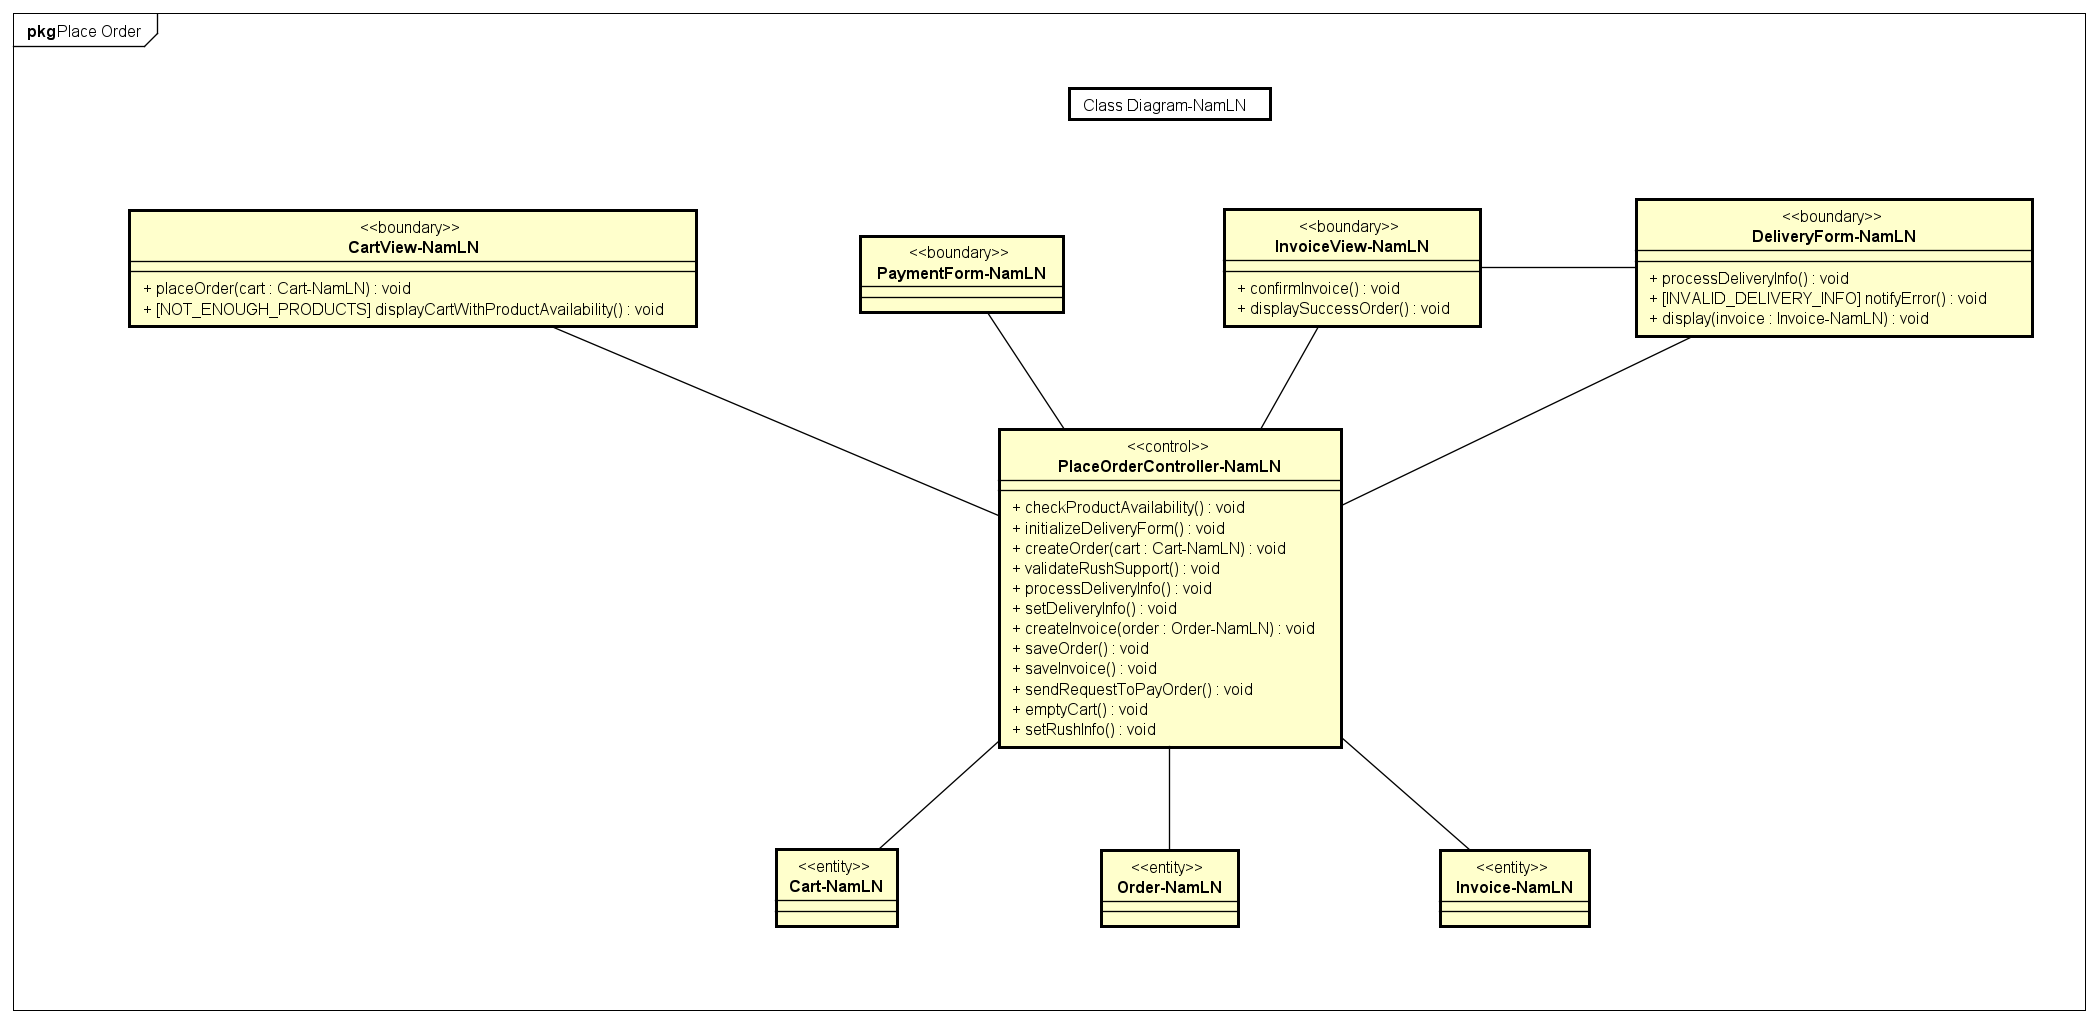 pkg Place Order
Class Diagram-NamLN
<<boundary>>
CartView-NamLN
+ placeOrder(cart : Cart-NamLN) : void
+ [NOT_ENOUGH_PRODUCTS] displayCartWithProductAvailability() : void
<<boundary>>
PaymentForm-NamLN
<<boundary>>
InvoiceView-NamLN
+ confirmInvoice() : void
+ displaySuccessOrder() : void
<<boundary>>
DeliveryForm-NamLN
+ processDeliveryInfo() : void
+ [INVALID_DELIVERY_INFO] notifyError() : void
+ display(invoice : Invoice-NamLN) : void
<<control>>
PlaceOrderController-NamLN
+ checkProductAvailability() : void
+ initializeDeliveryForm() : void
+ createOrder(cart : Cart-NamLN) : void
+ validateRushSupport() : void
+ processDeliveryInfo() : void
+ setDeliveryInfo() : void
+ createInvoice(order : Order-NamLN) : void
+ saveOrder() : void
+ saveInvoice() : void
+ sendRequestToPayOrder() : void
+ emptyCart() : void
+ setRushInfo() : void
<<entity>>
Cart-NamLN
<<entity>>
Order-NamLN
<<entity>>
Invoice-NamLN